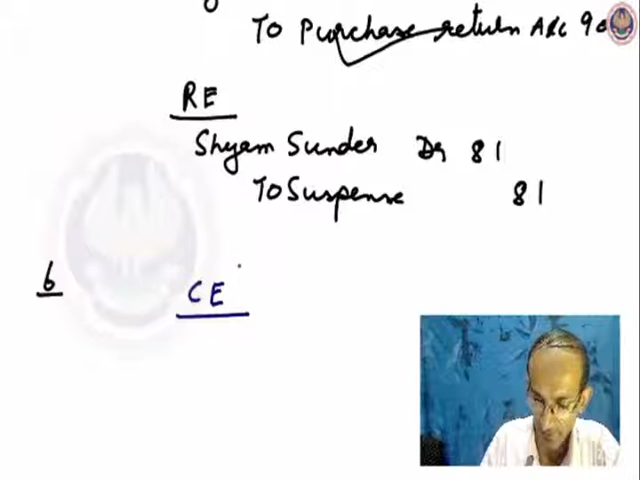 To Purchase return A/c 90
RE
Shyam Sunder Dr 81
To Suspense 81
6 CE